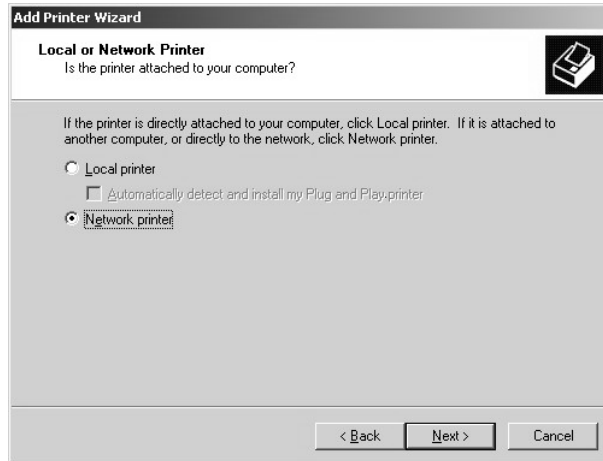 Add Printer Wizard
Local or Network Printer
Is the printer attached to your computer?
If the printer is directly attached to your computer, click Local printer. If it is attached to
another computer, or directly to the network, click Network printer.
Local printer
Automatically detect and install my Plug and Play printer
Network printer
< Back
Next >
Cancel